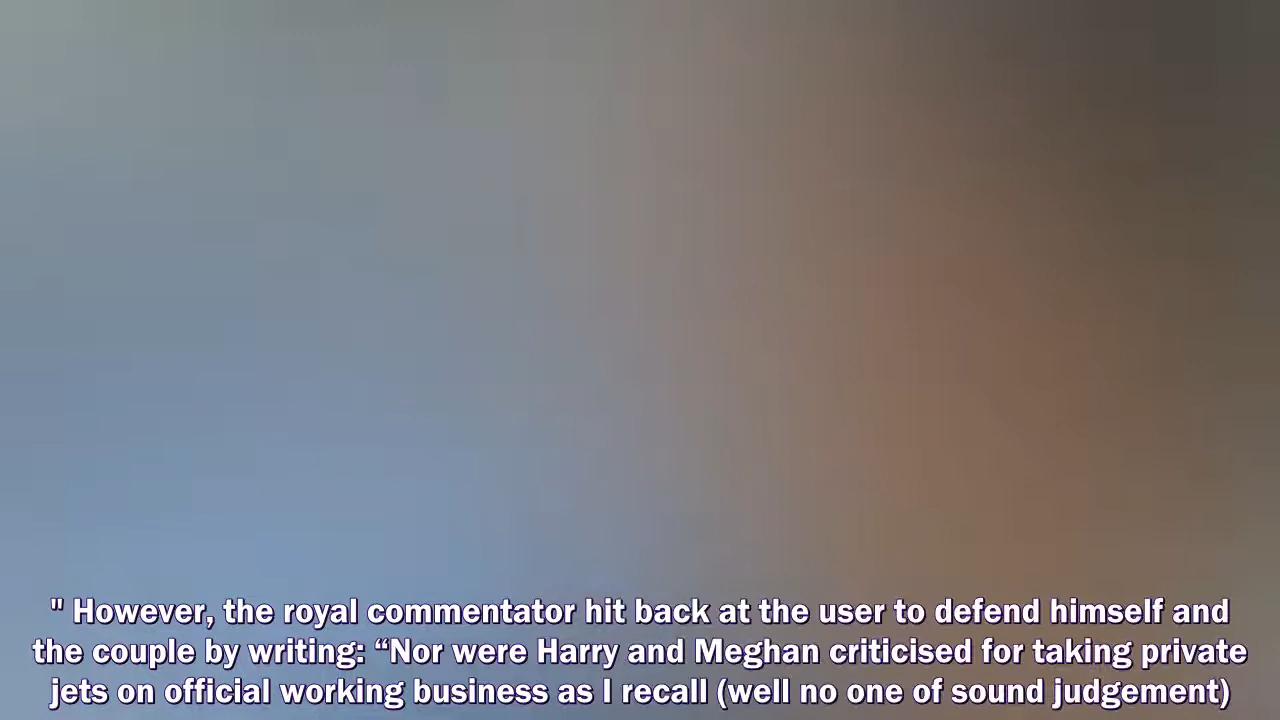 " However, the royal commentator hit back at the user to defend himself and
the couple by writing: “Nor were Harry and Meghan criticised for taking private
jets on official working business as I recall (well no one of sound judgement)